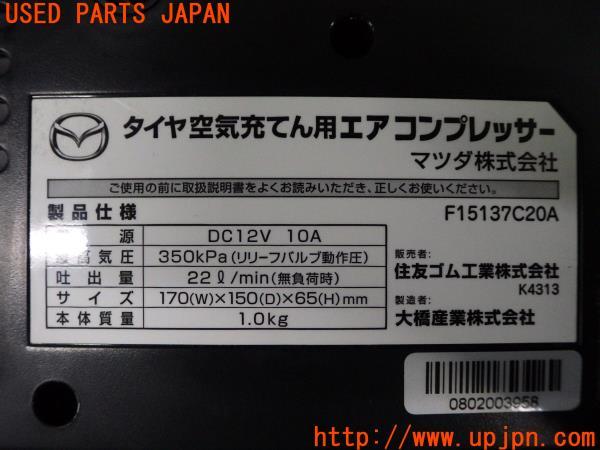 USED PARTS JAPAN
タイヤ空気充てん用エアコンプレッサー
マツダ株式会社
ご使用の前に取扱説明書をよくお読みいただき、正しくお使いください。
製品仕様
F15137C20A
源 DC12V 10A
高気圧 350kPa(リリーフバルブ動作圧)
吐出量 22ℓ/min(無負荷時)
サイズ 170(W)×150(D)×65(H)mm
本体質量 1.0kg
販売者:
住友ゴム工業株式会社
K4313
製造者:
大橋産業株式会社
0802003958
http://www.upjpn.com/